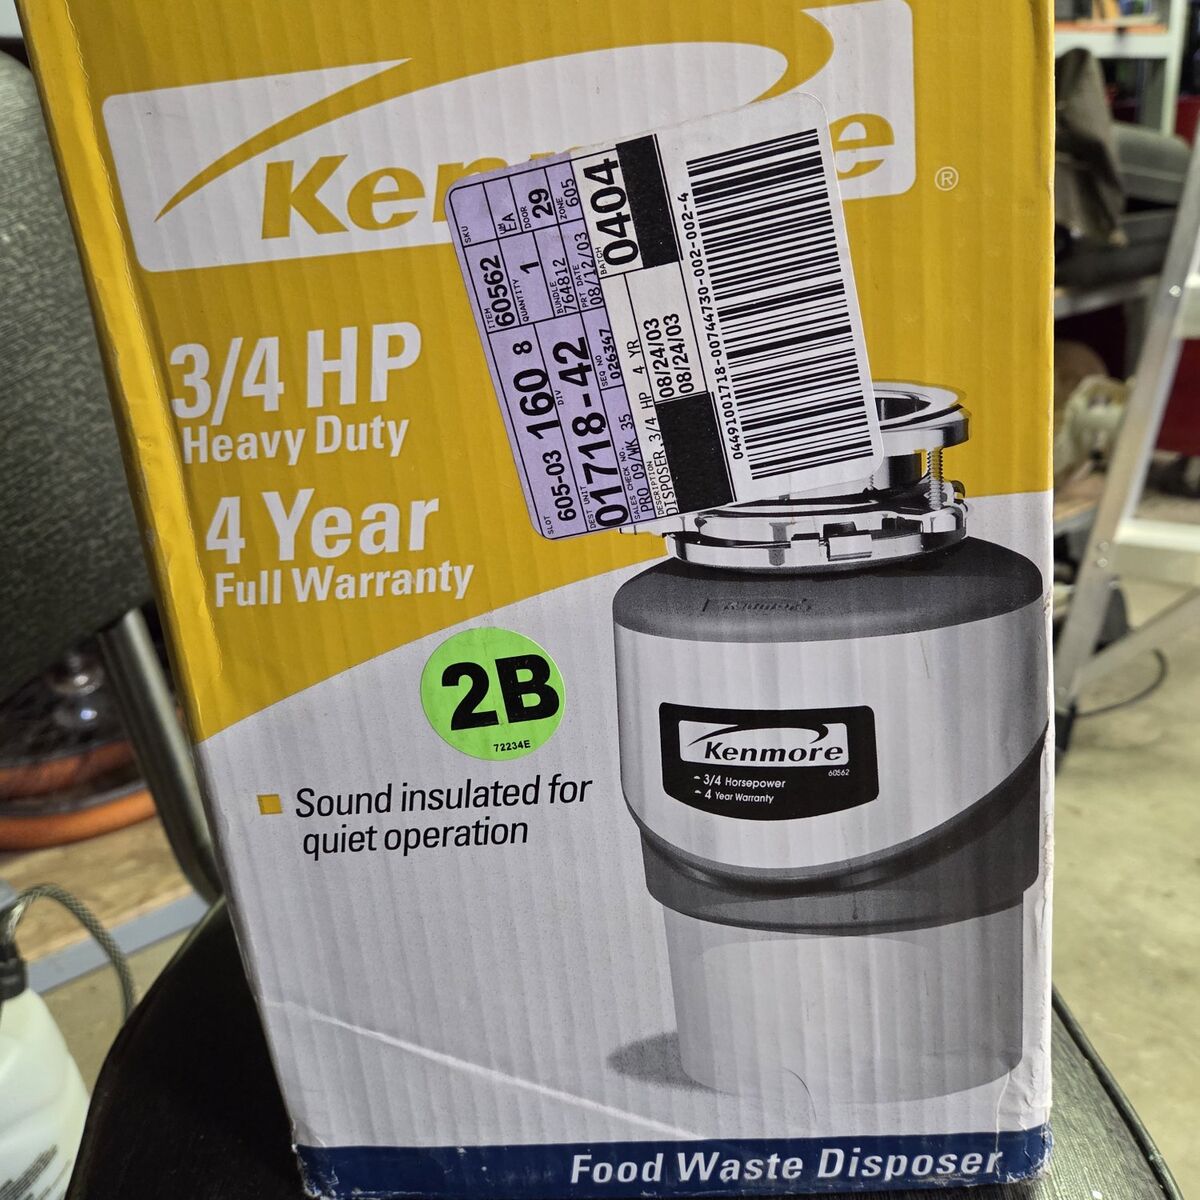 Ken e
®
3/4 HP
Heavy Duty
4 Year
Full Warranty
SKU
ITEM
60562
U/M
EA
QUANTITY
1
DOOR
29
BUNDLE
764812
ZONE
605
PRT DATE
08/12/03
BATCH
0404
SLOT
605-03 160 8
DIV
DEST UNIT
01718-42
SEQ NO
026347
SALES CHECK NO.
PRO 09/WK 35
DESCRIPTION
DISPOSER,3/4 HP 4 YR
08/24/03
08/24/03
04491001718-00744730-002-002-4
2B
72234E
Sound insulated for
quiet operation
Kenmore
60562
3/4 Horsepower
4 Year Warranty
Food Waste Disposer